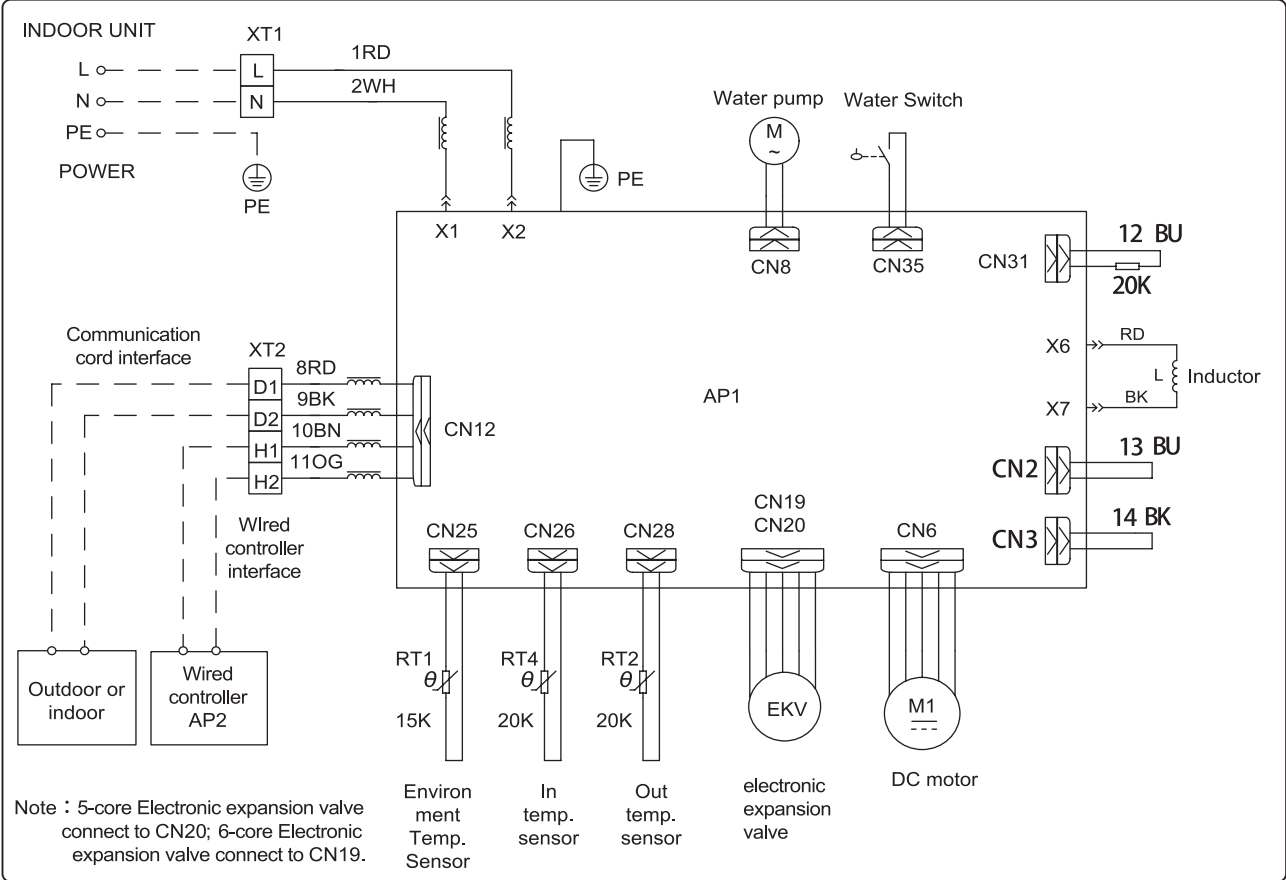 INDOOR UNIT
XT1
L
L
1RD
N
N
2WH
PE
POWER
PE
PE
Water pump
M
~
Water Switch
X1
X2
CN8
CN35
CN31
12 BU
20K
X6
RD
L
Inductor
X7
BK
AP1
Communication
cord interface
XT2
D1
8RD
D2
9BK
H1
10BN
H2
11OG
CN12
WIred
controller
interface
CN2
13 BU
CN3
14 BK
CN25
CN26
CN28
CN19
CN20
CN6
Outdoor or
indoor
Wired
controller
AP2
RT1
θ
15K
RT4
θ
20K
RT2
θ
20K
EKV
M1
Environ
ment
Temp.
Sensor
In
temp.
sensor
Out
temp.
sensor
electronic
expansion
valve
DC motor
Note：5-core Electronic expansion valve
connect to CN20; 6-core Electronic
expansion valve connect to CN19.